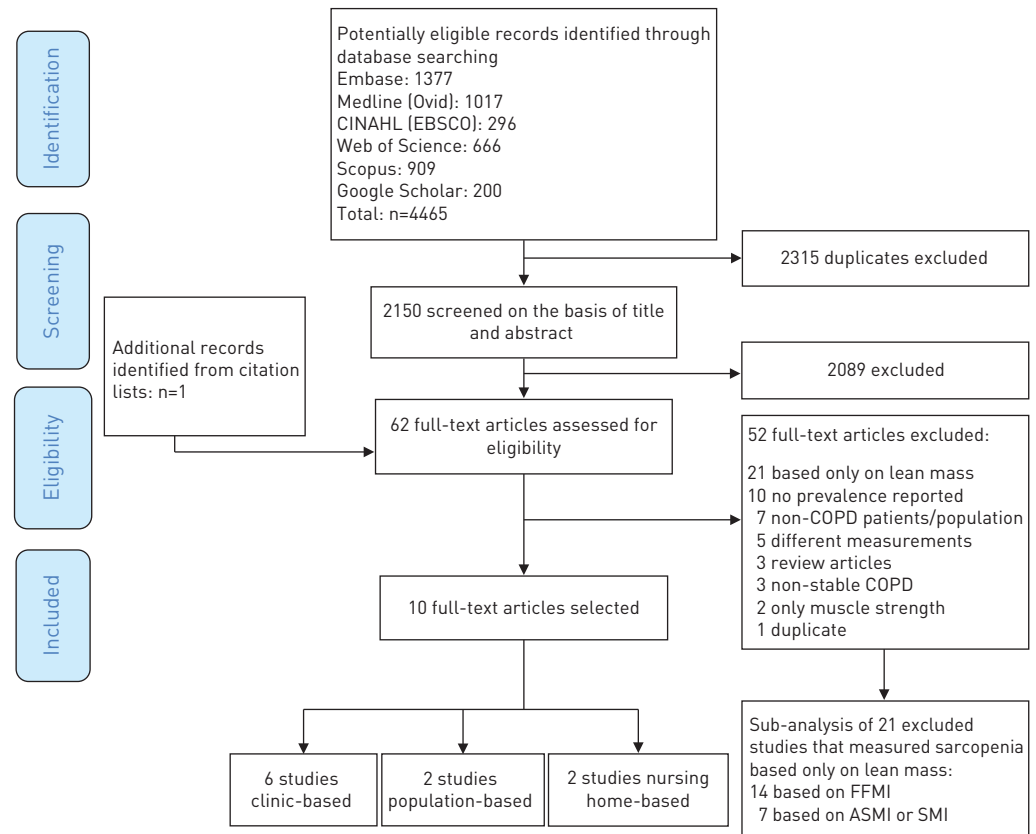 Identification
Potentially eligible records identified through
database searching
Embase: 1377
Medline (Ovid): 1017
CINAHL (EBSCO): 296
Web of Science: 666
Scopus: 909
Google Scholar: 200
Total: n=4465
2315 duplicates excluded
Screening
2150 screened on the basis of title
and abstract
Additional records
identified from citation
lists: n=1
2089 excluded
Eligibility
62 full-text articles assessed for
eligibility
52 full-text articles excluded:
21 based only on lean mass
10 no prevalence reported
7 non-COPD patients/population
5 different measurements
3 review articles
3 non-stable COPD
2 only muscle strength
1 duplicate
Included
10 full-text articles selected
6 studies
clinic-based
2 studies
population-based
2 studies nursing
home-based
Sub-analysis of 21 excluded
studies that measured sarcopenia
based only on lean mass:
14 based on FFMI
7 based on ASMI or SMI